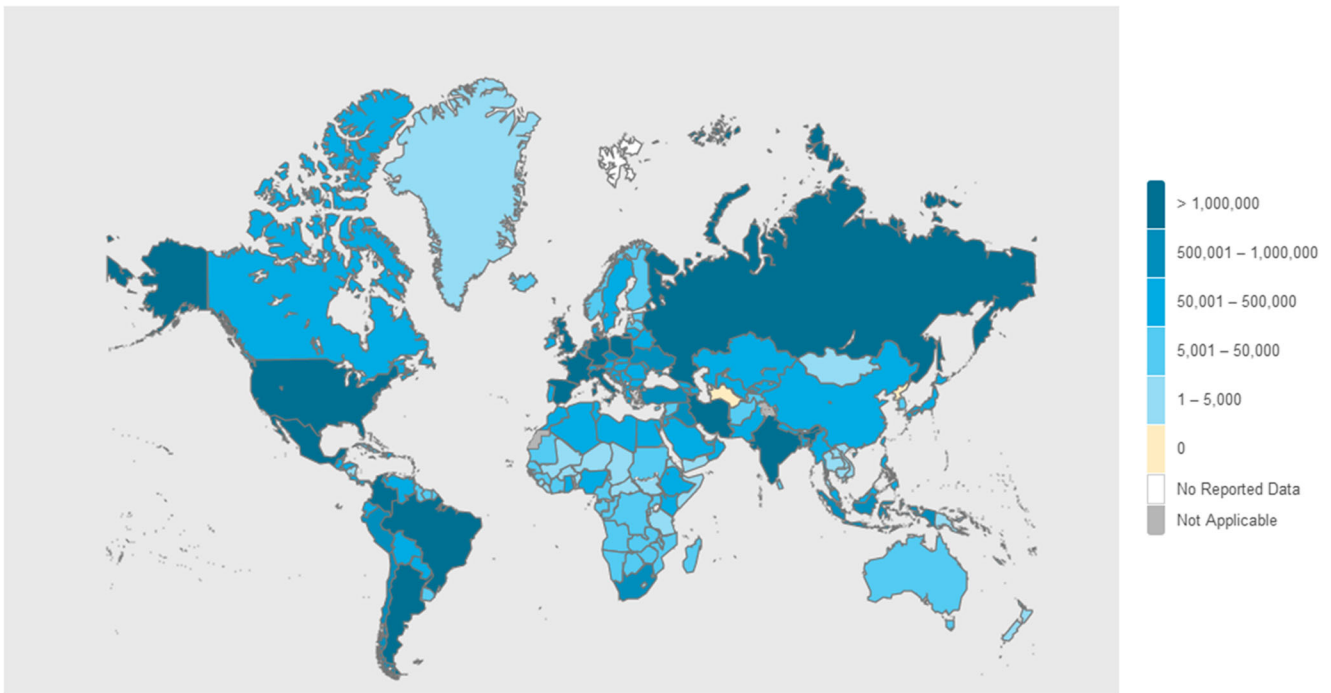 > 1,000,000
500,001 – 1,000,000
50,001 – 500,000
5,001 – 50,000
1 – 5,000
0
No Reported Data
Not Applicable